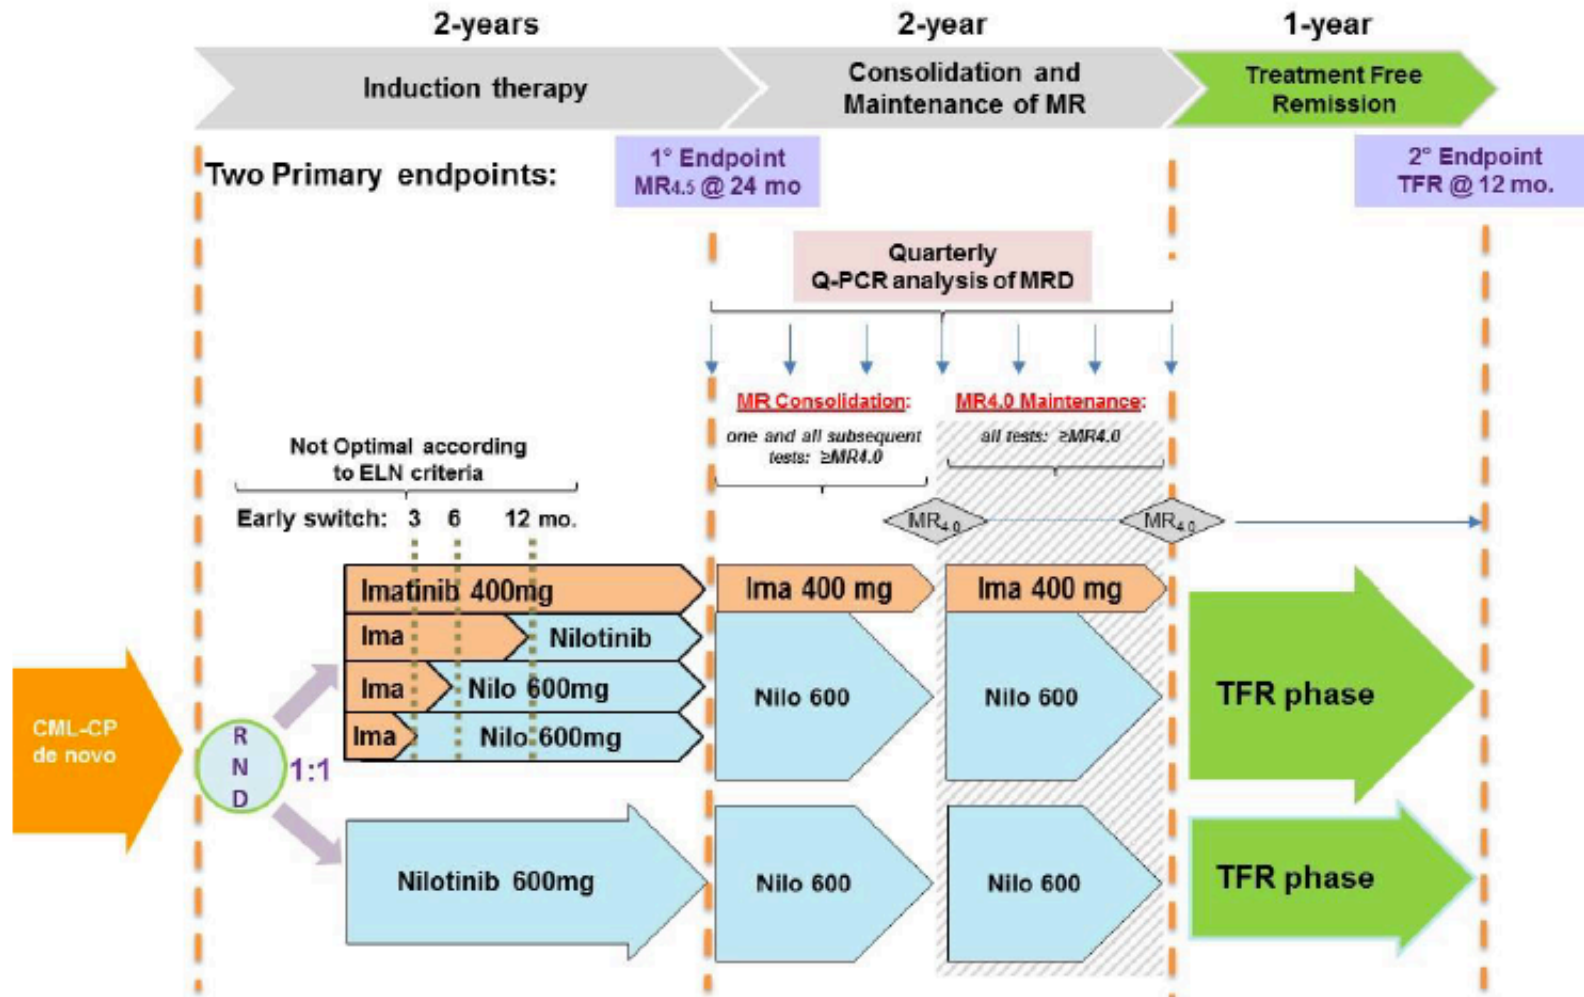 2-years
2-year
1-year
Induction therapy
Consolidation and
Maintenance of MR
Treatment Free
Remission
Two Primary endpoints:
1° Endpoint
MR4.5 @ 24 mo
2° Endpoint
TFR @ 12 mo.
Quarterly
Q-PCR analysis of MRD
MR Consolidation:
one and all subsequent
tests: ≥MR4.0
MR4.0 Maintenance:
all tests: ≥MR4.0
Not Optimal according
to ELN criteria
Early switch: 3 6 12 mo.
MR4.0
MR4.0
Imatinib 400mg
Ima 400 mg
Ima 400 mg
Ima Nilotinib
Ima Nilo 600mg
Ima Nilo 600mg
Nilo 600
Nilo 600
TFR phase
CML-CP
de novo
R
N
D
1:1
Nilotinib 600mg
Nilo 600
Nilo 600
TFR phase